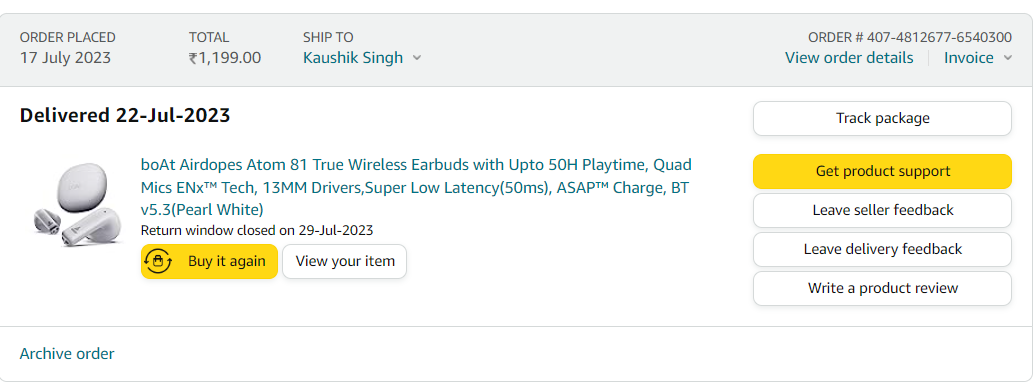 ORDER PLACED
17 July 2023
TOTAL
₹1,199.00
SHIP TO
Kaushik Singh
ORDER # 407-4812677-6540300
View order details
Invoice
Delivered 22-Jul-2023
boAt Airdopes Atom 81 True Wireless Earbuds with Upto 50H Playtime, Quad
Mics ENx™ Tech, 13MM Drivers,Super Low Latency(50ms), ASAP™ Charge, BT
v5.3(Pearl White)
Return window closed on 29-Jul-2023
Buy it again
View your item
Track package
Get product support
Leave seller feedback
Leave delivery feedback
Write a product review
Archive order